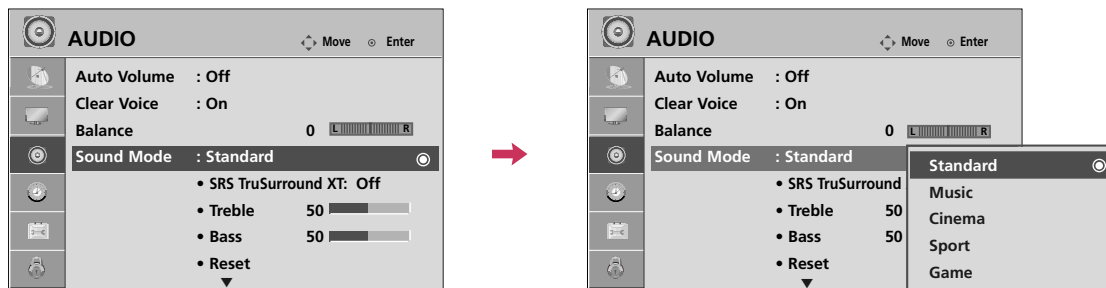 AUDIO
Move Enter
Auto Volume : Off
Clear Voice : On
Balance 0 L R
Sound Mode : Standard
• SRS TruSurround XT: Off
• Treble 50
• Bass 50
• Reset
AUDIO
Move Enter
Auto Volume : Off
Clear Voice : On
Balance 0 L R
Sound Mode : Standard
• SRS TruSurround
• Treble 50
• Bass 50
• Reset
Standard
Music
Cinema
Sport
Game